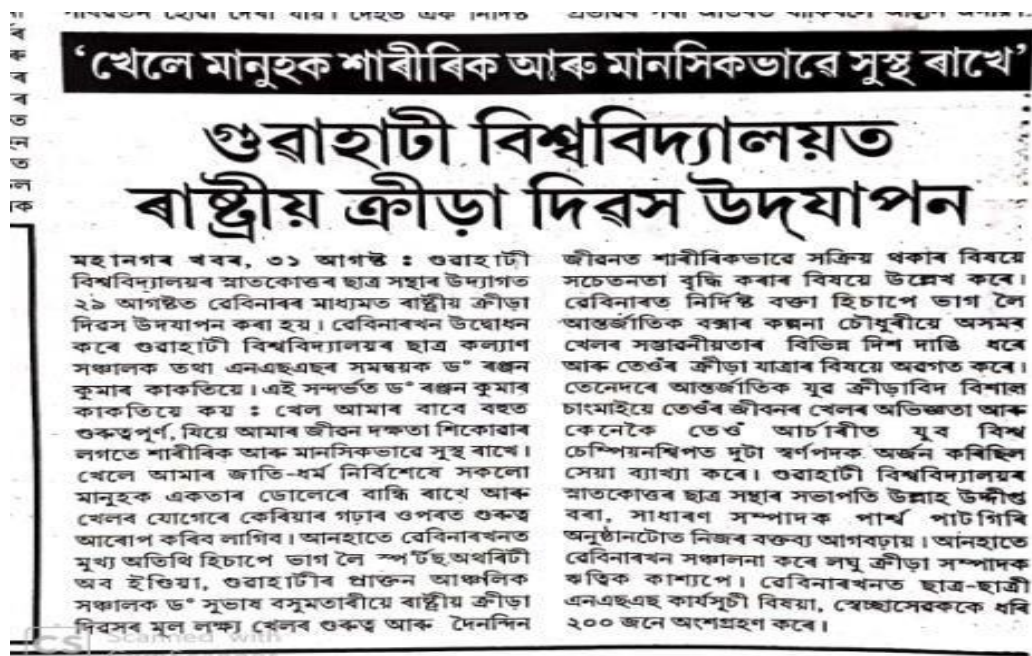 ‘খেলে মানুহক শাৰীৰিক আৰু মানসিকভাৱে সুস্থ ৰাখে’
গুৱাহাটী বিশ্ববিদ্যালয়ত
ৰাষ্ট্ৰীয় ক্ৰীড়া দিৱস উদ্‌যাপন
মহানগৰ খবৰ, ৩১ আগষ্ট : গুৱাহাটী
বিশ্ববিদ্যালয়ৰ স্নাতকোত্তৰ ছাত্ৰ সন্থাৰ উদ্যোগত
২৯ আগষ্টত ৱেবিনাৰৰ মাধ্যমত ৰাষ্ট্ৰীয় ক্ৰীড়া
দিৱস উদযাপন কৰা হয়। ৱেবিনাৰখন উদ্বোধন
কৰে গুৱাহাটী বিশ্ববিদ্যালয়ৰ ছাত্ৰ কল্যাণ
সঞ্চালক তথা এনএছএছৰ সমন্বয়ক ড° ৰঞ্জন
কুমাৰ কাকতিয়ে। এই সন্দৰ্ভত ড° ৰঞ্জন কুমাৰ
কাকতিয়ে কয় : খেল আমাৰ বাবে বহুত
গুৰুত্বপূৰ্ণ, যিয়ে আমাৰ জীৱন দক্ষতা শিকোৱাৰ
লগতে শাৰীৰিক আৰু মানসিকভাৱে সুস্থ ৰাখে।
খেলে আমাৰ জাতি-ধৰ্ম নিৰ্বিশেষে সকলো
মানুহক একতাৰ ডোলেৰে বান্ধি ৰাখে আৰু
খেলৰ যোগেৰে কেৰিয়াৰ গঢ়াৰ ওপৰত গুৰুত্ব
আৰোপ কৰিব লাগিব। আনহাতে ৱেবিনাৰখনত
মুখ্য অতিথি হিচাপে ভাগ লৈ স্প'ৰ্টছ অথৰিটী
অব ইণ্ডিয়া, গুৱাহাটীৰ প্ৰাক্তন আঞ্চলিক
সঞ্চালক ড° সুভাষ বসুমতাৰীয়ে ৰাষ্ট্ৰীয় ক্ৰীড়া
দিৱসৰ মূল লক্ষ্য খেলৰ গুৰুত্ব আৰু দৈনন্দিন
জীৱনত শাৰীৰিকভাৱে সক্ৰিয় থকাৰ বিষয়ে
সচেতনতা বৃদ্ধি কৰাৰ বিষয়ে উল্লেখ কৰে।
ৱেবিনাৰত নিৰ্দিষ্ট বক্তা হিচাপে ভাগ লৈ
আন্তৰ্জাতিক বক্সাৰ কল্পনা চৌধুৰীয়ে অসমৰ
খেলৰ সম্ভাৱনীয়তাৰ বিভিন্ন দিশ দাঙি ধৰে
আৰু তেওঁৰ ক্ৰীড়া যাত্ৰাৰ বিষয়ে অৱগত কৰে।
তেনেদৰে আন্তৰ্জাতিক যুৱ ক্ৰীড়াবিদ বিশাল
চাংমাইয়ে তেওঁৰ জীৱনৰ খেলৰ অভিজ্ঞতা আৰু
কেনেকৈ তেওঁ আৰ্চাৰীত যুব বিশ্ব
চেম্পিয়নশ্বিপত দুটা স্বৰ্ণপদক অৰ্জন কৰিছিল
সেয়া ব্যাখ্যা কৰে। গুৱাহাটী বিশ্ববিদ্যালয়ৰ
স্নাতকোত্তৰ ছাত্ৰ সন্থাৰ সভাপতি উল্লাহ উদ্দীপ্ত
বৰা, সাধাৰণ সম্পাদক পাৰ্থ পাটগিৰি
অনুষ্ঠানটোত নিজৰ বক্তব্য আগবঢ়ায়। আনহাতে
ৱেবিনাৰখন সঞ্চালনা কৰে লঘু ক্ৰীড়া সম্পাদক
ঋত্বিক কাশ্যপে। ৱেবিনাৰখনত ছাত্ৰ-ছাত্ৰী
এনএছএছ কাৰ্যসূচী বিষয়া, স্বেচ্ছাসেৱককে ধৰি
২০০ জনে অংশগ্ৰহণ কৰে।
CS Scanned with